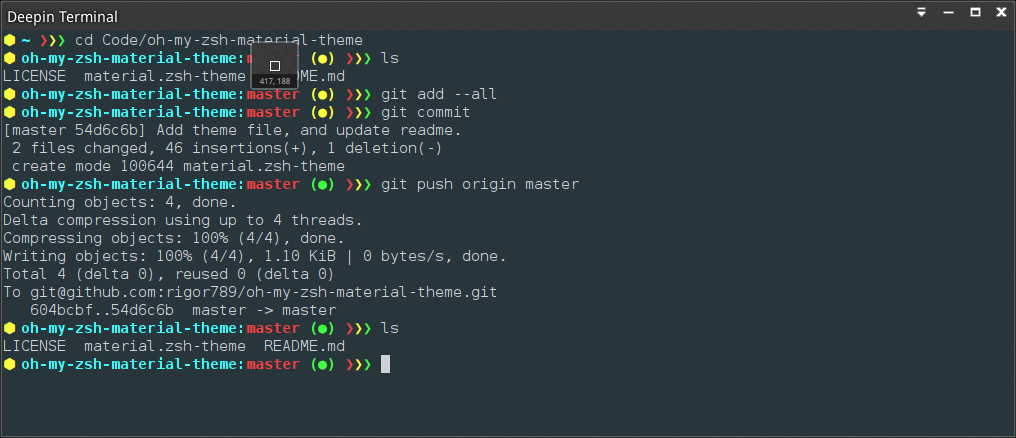 Deepin Terminal
~ ❯❯❯ cd Code/oh-my-zsh-material-theme
oh-my-zsh-material-theme:m (●) ❯❯❯ ls
LICENSE  material.zsh-theme DME.md
417, 188
oh-my-zsh-material-theme:master (●) ❯❯❯ git add --all
oh-my-zsh-material-theme:master (●) ❯❯❯ git commit
[master 54d6c6b] Add theme file, and update readme.
 2 files changed, 46 insertions(+), 1 deletion(-)
 create mode 100644 material.zsh-theme
oh-my-zsh-material-theme:master (●) ❯❯❯ git push origin master
Counting objects: 4, done.
Delta compression using up to 4 threads.
Compressing objects: 100% (4/4), done.
Writing objects: 100% (4/4), 1.10 KiB | 0 bytes/s, done.
Total 4 (delta 0), reused 0 (delta 0)
To git@github.com:rigor789/oh-my-zsh-material-theme.git
   604bcbf..54d6c6b  master -> master
oh-my-zsh-material-theme:master (●) ❯❯❯ ls
LICENSE  material.zsh-theme  README.md
oh-my-zsh-material-theme:master (●) ❯❯❯